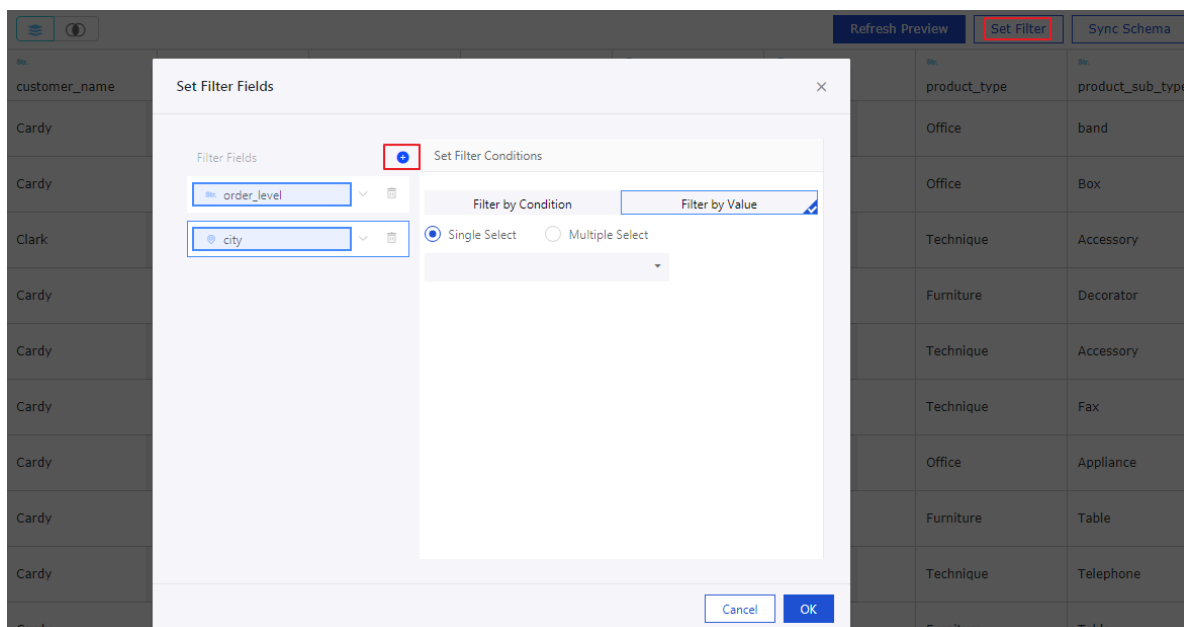 Refresh Preview Set Filter Sync Schema
customer_name product_type product_sub_type
Set Filter Fields
Cardy Office band
Filter Fields Set Filter Conditions
order_level Filter by Condition Filter by Value
Cardy Office Box
city Single Select Multiple Select
Clark Technique Accessory
Cardy Furniture Decorator
Cardy Technique Accessory
Cardy Technique Fax
Cardy Office Appliance
Cardy Furniture Table
Cardy Technique Telephone
Cancel OK